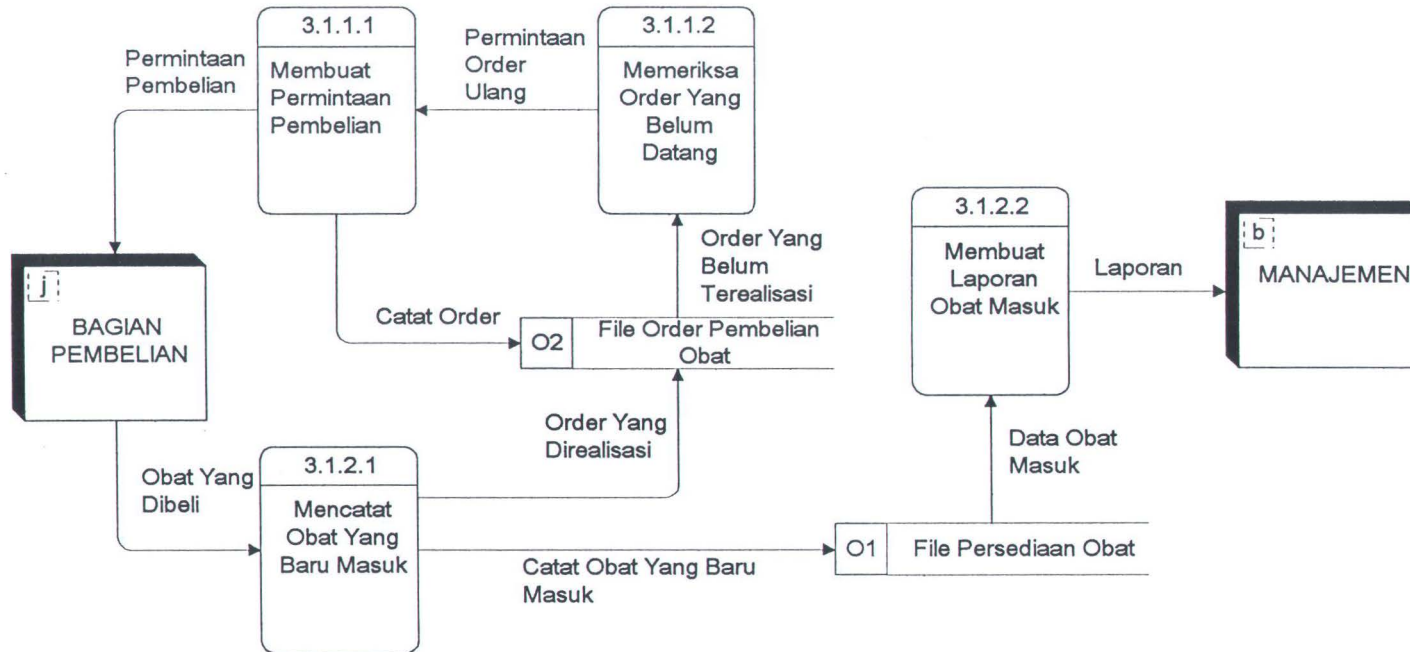 3.1.1.1
Membuat
Permintaan
Pembelian
3.1.1.2
Memeriksa
Order Yang
Belum
Datang
Permintaan
Order
Ulang
Permintaan
Pembelian
3.1.2.2
Membuat
Laporan
Obat Masuk
Laporan
b
MANAJEMEN
j
BAGIAN
PEMBELIAN
Catat Order
Order Yang
Belum
Terealisasi
O2
File Order Pembelian
Obat
Order Yang
Direalisasi
Data Obat
Masuk
Obat Yang
Dibeli
3.1.2.1
Mencatat
Obat Yang
Baru Masuk
Catat Obat Yang Baru
Masuk
O1
File Persediaan Obat